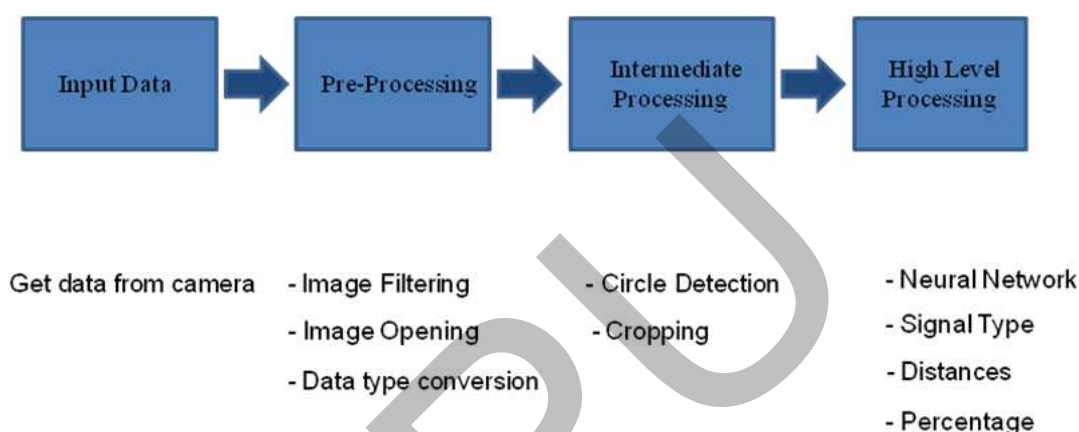 Input Data
Pre-Processing
Intermediate
Processing
High Level
Processing
Get data from camera
- Image Filtering
- Image Opening
- Data type conversion
- Circle Detection
- Cropping
- Neural Network
- Signal Type
- Distances
- Percentage
PU